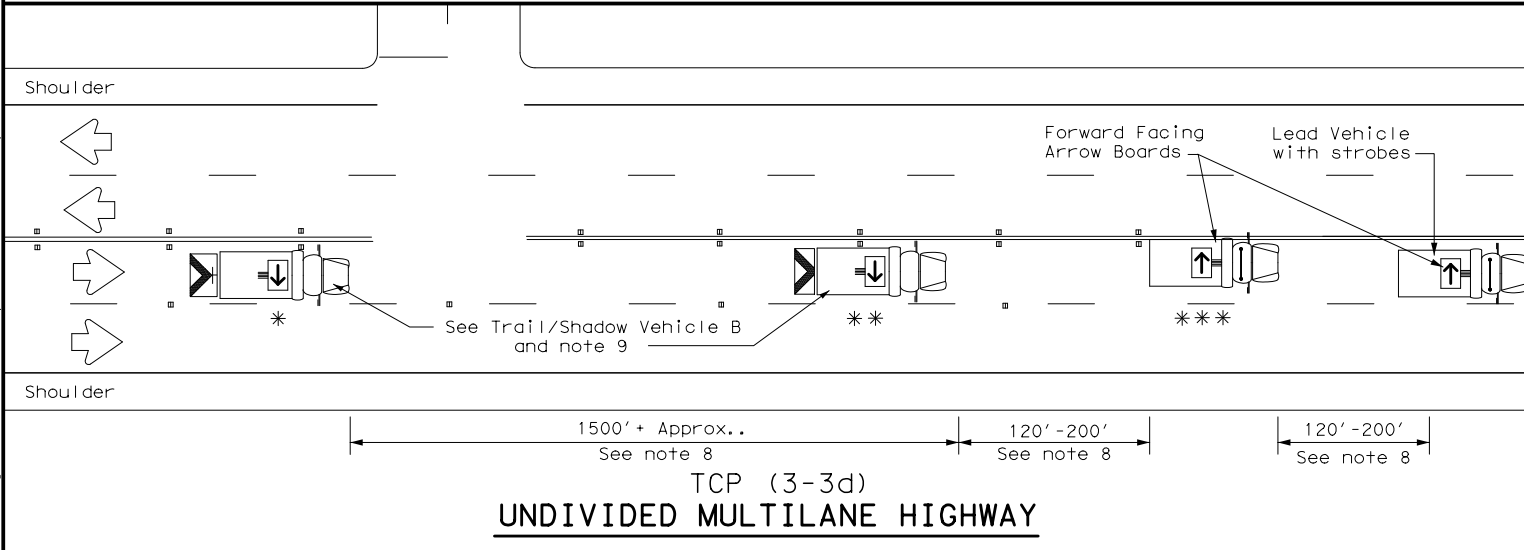 Shoulder
Forward Facing
Arrow Boards
Lead Vehicle
with strobes
*
**
***
See Trail/Shadow Vehicle B
and note 9
Shoulder
1500'+ Approx..
See note 8
120'-200'
See note 8
120'-200'
See note 8
TCP (3-3d)
UNDIVIDED MULTILANE HIGHWAY